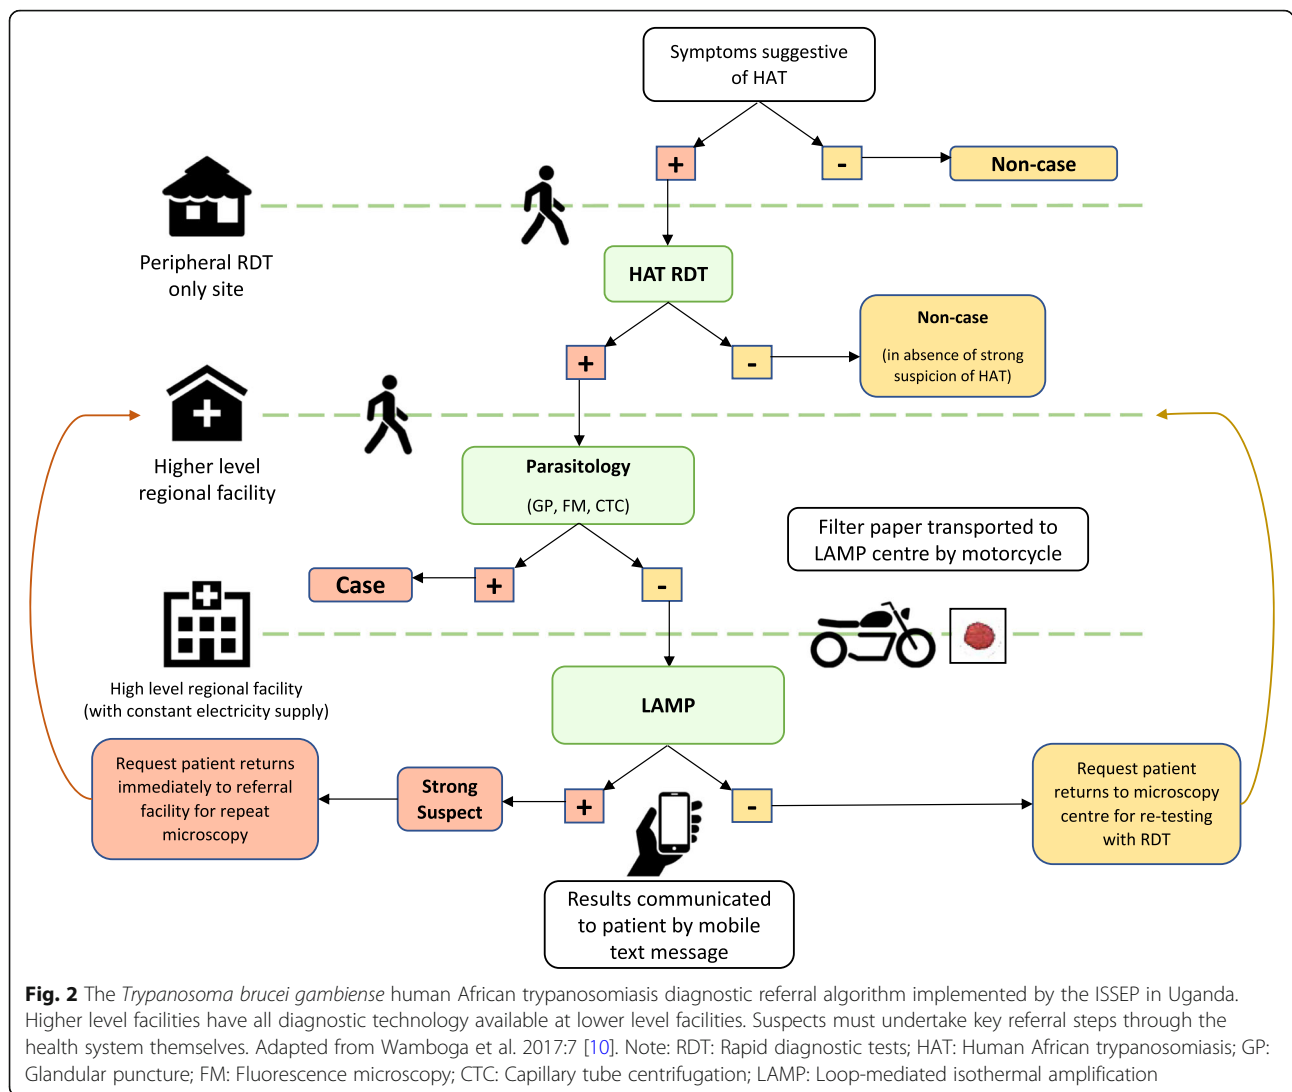 Symptoms suggestive
of HAT
+
-
Non-case
Peripheral RDT
only site
HAT RDT
+
-
Non-case
(in absence of strong
suspicion of HAT)
Higher level
regional facility
Parasitology
(GP, FM, CTC)
Filter paper transported to
LAMP centre by motorcycle
Case
+
-
High level regional facility
(with constant electricity supply)
LAMP
Request patient returns
immediately to referral
facility for repeat
microscopy
Strong
Suspect
+
-
Request patient
returns to microscopy
centre for re-testing
with RDT
Results communicated
to patient by mobile
text message
Fig. 2 The Trypanosoma brucei gambiense human African trypanosomiasis diagnostic referral algorithm implemented by the ISSEP in Uganda.
Higher level facilities have all diagnostic technology available at lower level facilities. Suspects must undertake key referral steps through the
health system themselves. Adapted from Wamboga et al. 2017:7 [10]. Note: RDT: Rapid diagnostic tests; HAT: Human African trypanosomiasis; GP:
Glandular puncture; FM: Fluorescence microscopy; CTC: Capillary tube centrifugation; LAMP: Loop-mediated isothermal amplification